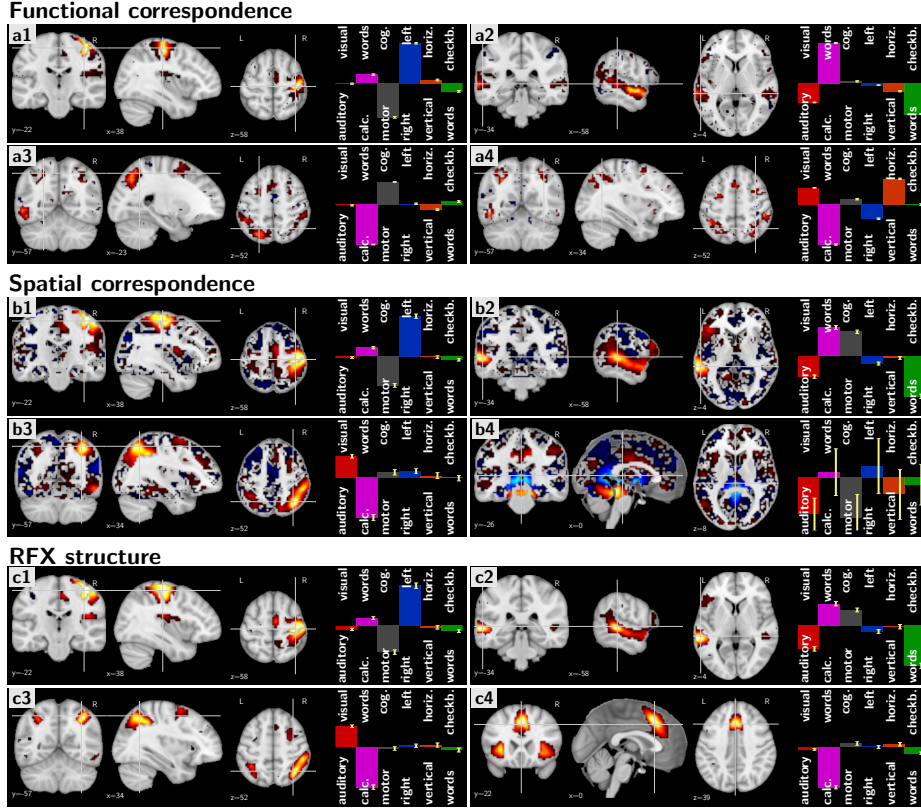 Functional correspondence
a1
L R
R
y=-22
x=38
z=58
visual words cog. left horiz. checkb.
auditory calc. motor right vertical words
a2
L R
R
y=-34
x=-58
z=-4
visual words cog. left horiz. checkb.
auditory calc. motor right vertical words
a3
L R
R
y=-57
x=-23
z=52
visual words cog. left horiz. checkb.
auditory calc. motor right vertical words
a4
L R
R
y=-57
x=34
z=52
visual words cog. left horiz. checkb.
auditory calc. motor right vertical words
Spatial correspondence
b1
L R
R
y=-22
x=38
z=58
visual words cog. left horiz. checkb.
auditory calc. motor right vertical words
b2
L R
R
y=-34
x=-58
z=-4
visual words cog. left horiz. checkb.
auditory calc. motor right vertical words
b3
L R
R
y=-57
x=34
z=52
visual words cog. left horiz. checkb.
auditory calc. motor right vertical words
b4
L R
R
y=-26
x=0
z=-8
visual words cog. left horiz. checkb.
auditory calc. motor right vertical words
RFX structure
c1
L R
R
y=-22
x=38
z=58
visual words cog. left horiz. checkb.
auditory calc. motor right vertical words
c2
L R
R
y=-34
x=-58
z=-4
visual words cog. left horiz. checkb.
auditory calc. motor right vertical words
c3
L R
R
y=-57
x=34
z=52
visual words cog. left horiz. checkb.
auditory calc. motor right vertical words
c4
L R
R
y=22
x=0
z=39
visual words cog. left horiz. checkb.
auditory calc. motor right vertical words